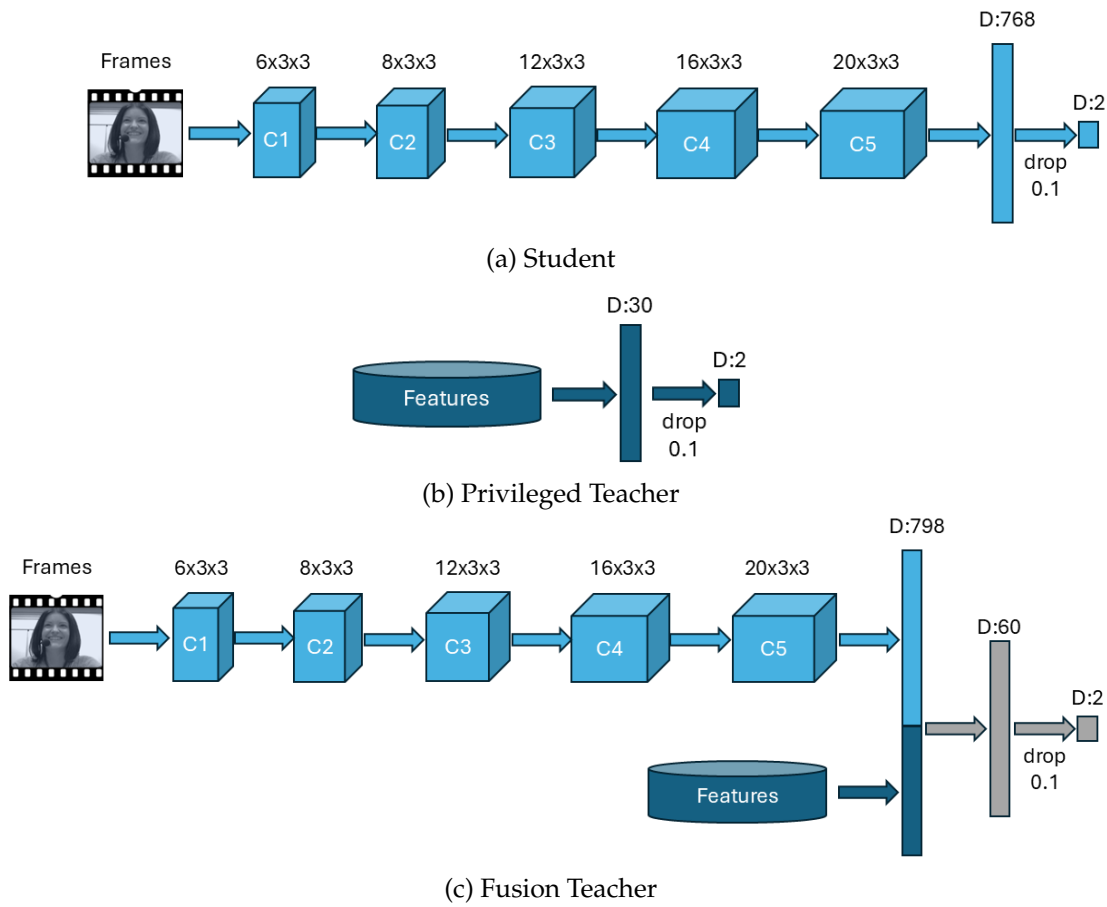 D:768
Frames
6x3x3
8x3x3
12x3x3
16x3x3
20x3x3
D:2
C1
C2
C3
C4
C5
drop
0.1
(a) Student
D:30
D:2
Features
drop
0.1
(b) Privileged Teacher
D:798
Frames
6x3x3
8x3x3
12x3x3
16x3x3
20x3x3
D:60
C1
C2
C3
C4
C5
D:2
drop
0.1
Features
(c) Fusion Teacher